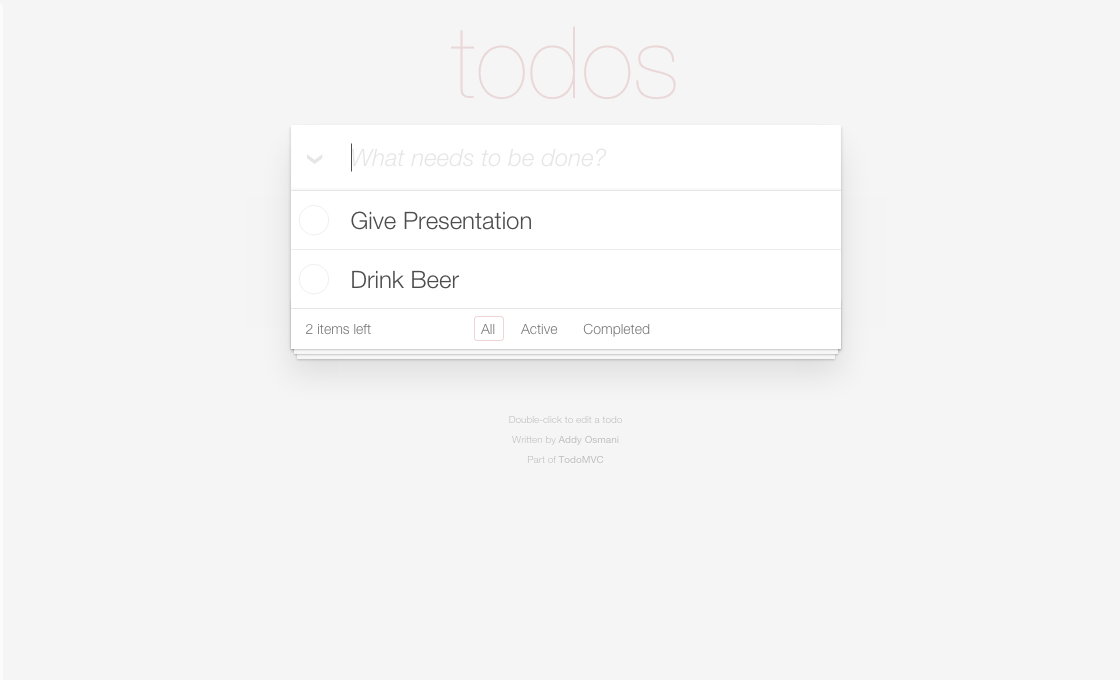 todos
What needs to be done?
Give Presentation
Drink Beer
2 items left All Active Completed
Double-click to edit a todo
Written by Addy Osmani
Part of TodoMVC